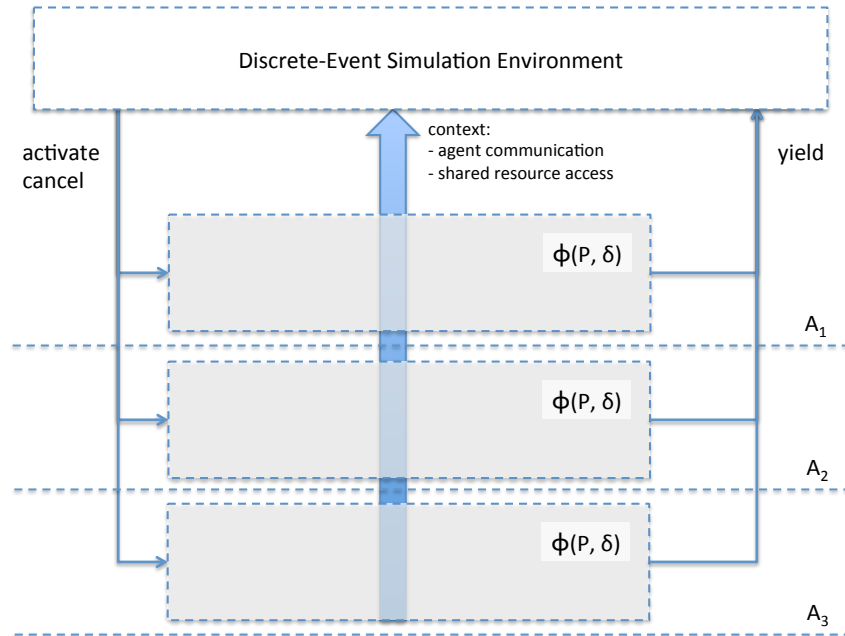 Discrete-Event Simulation Environment
activate
cancel
context:
- agent communication
- shared resource access
yield
ϕ(P, δ)
A₁
ϕ(P, δ)
A₂
ϕ(P, δ)
A₃